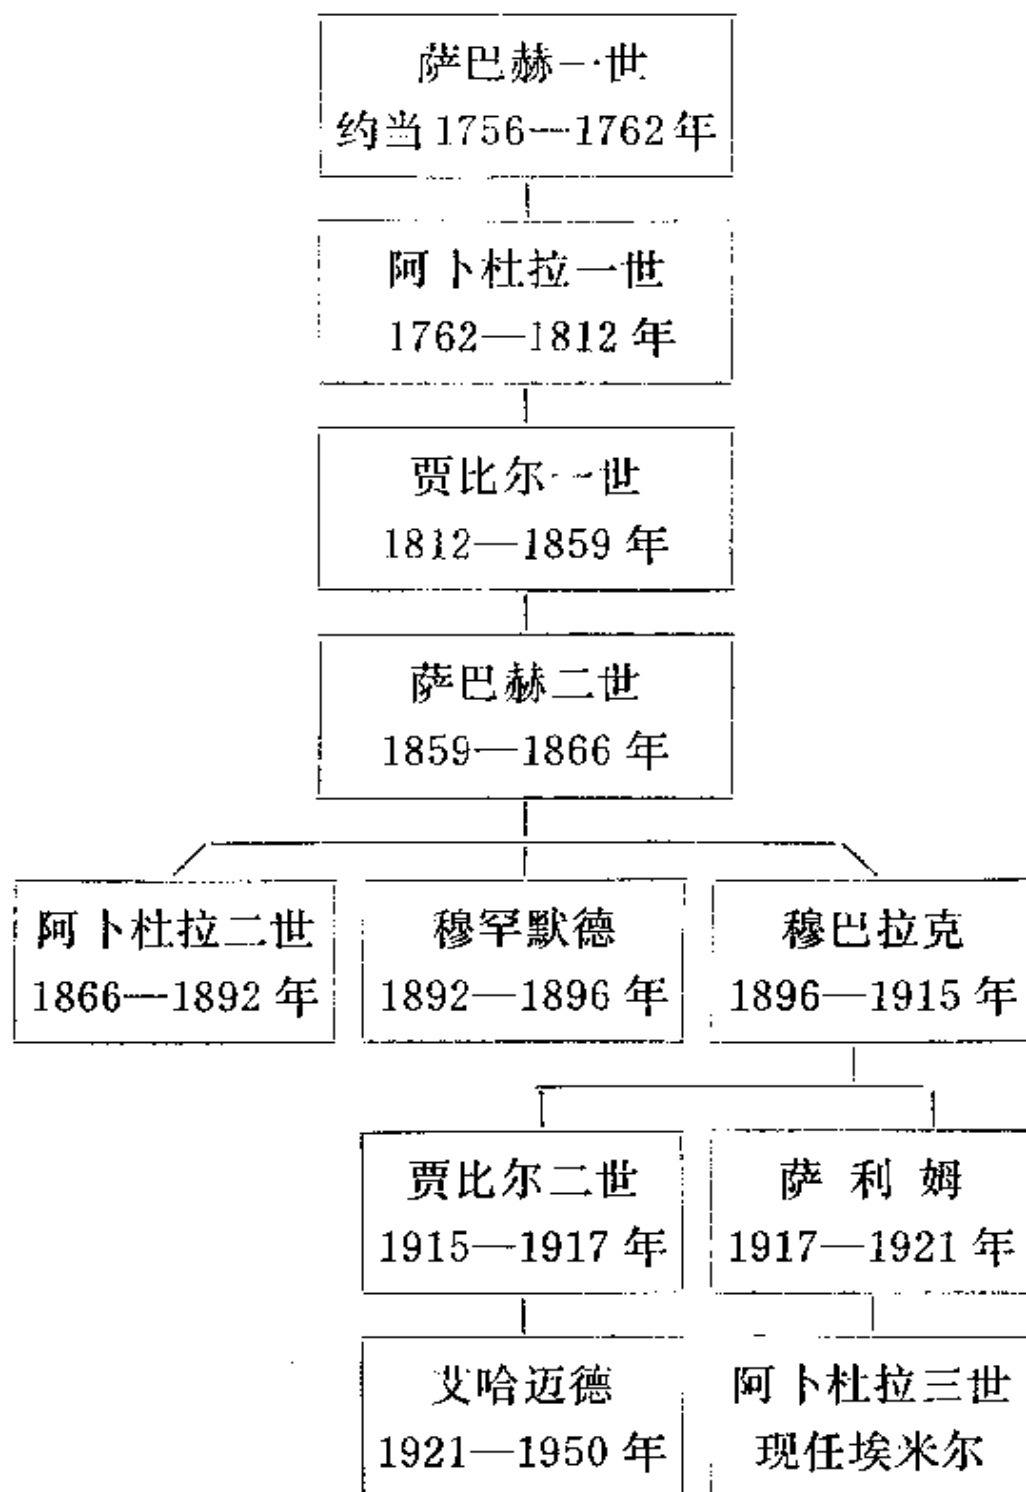 萨巴赫一世
约当1756—1762年
阿卜杜拉一世
1762—1812年
贾比尔一世
1812—1859年
萨巴赫二世
1859—1866年
阿卜杜拉二世
1866—1892年
穆罕默德
1892—1896年
穆巴拉克
1896—1915年
贾比尔二世
1915—1917年
萨利姆
1917—1921年
艾哈迈德
1921—1950年
阿卜杜拉三世
现任埃米尔